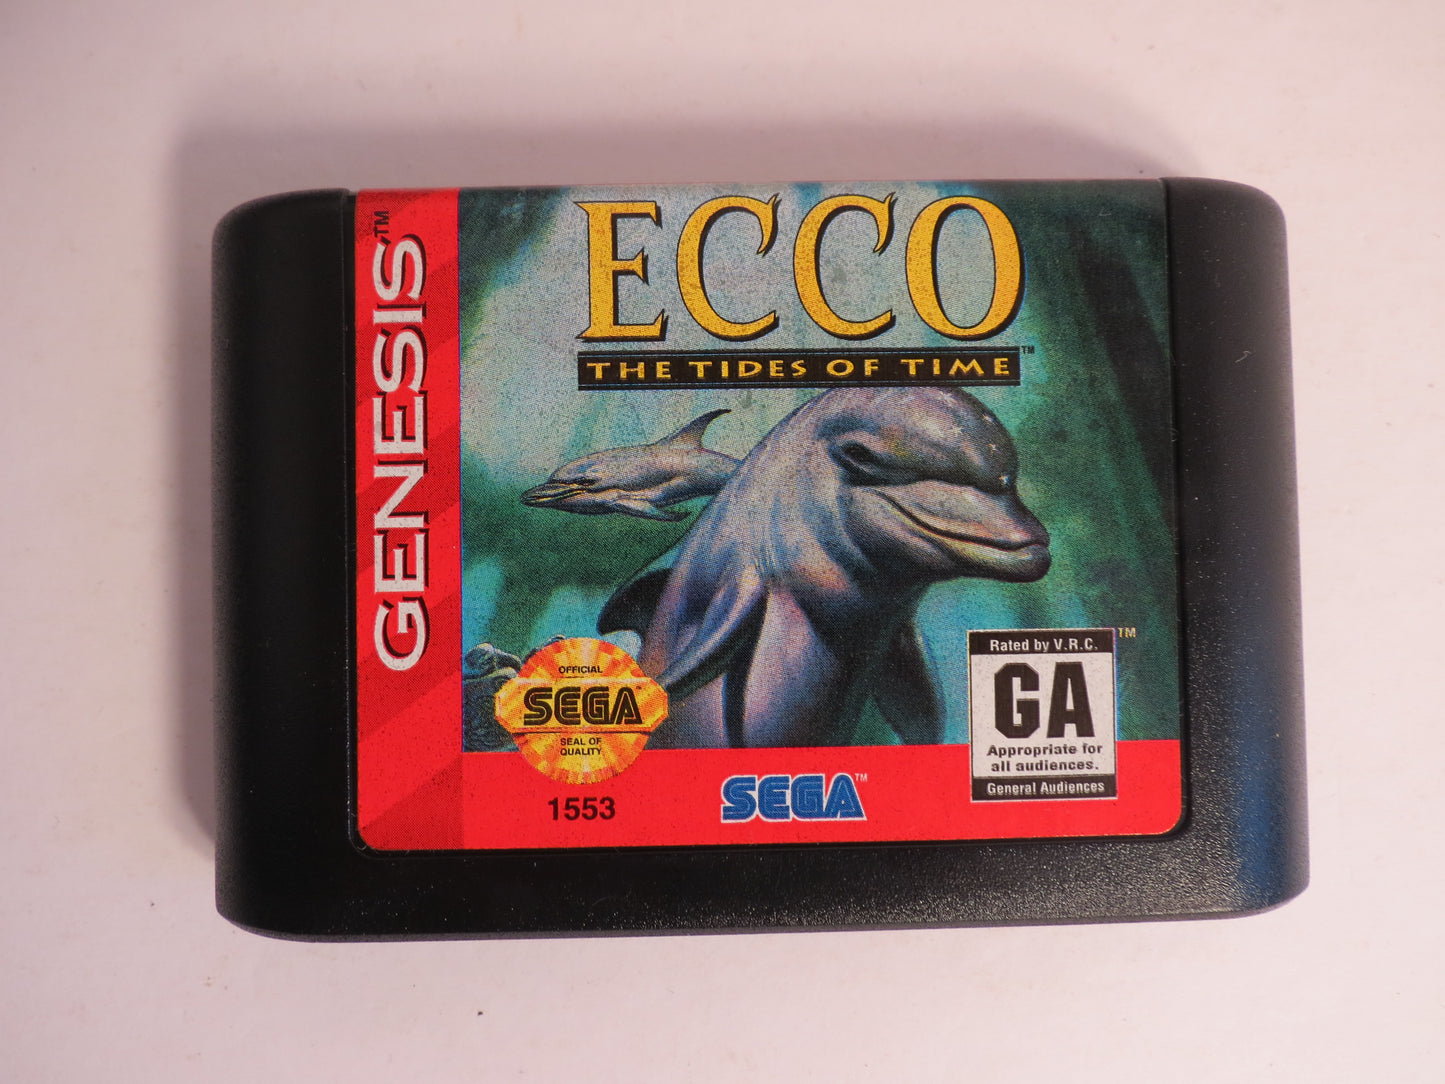 GENESIS™
ECCO
THE TIDES OF TIME™
OFFICIAL
SEGA
SEAL OF
QUALITY
1553
SEGA™
Rated by V.R.C.™
GA
Appropriate for
all audiences.
General Audiences